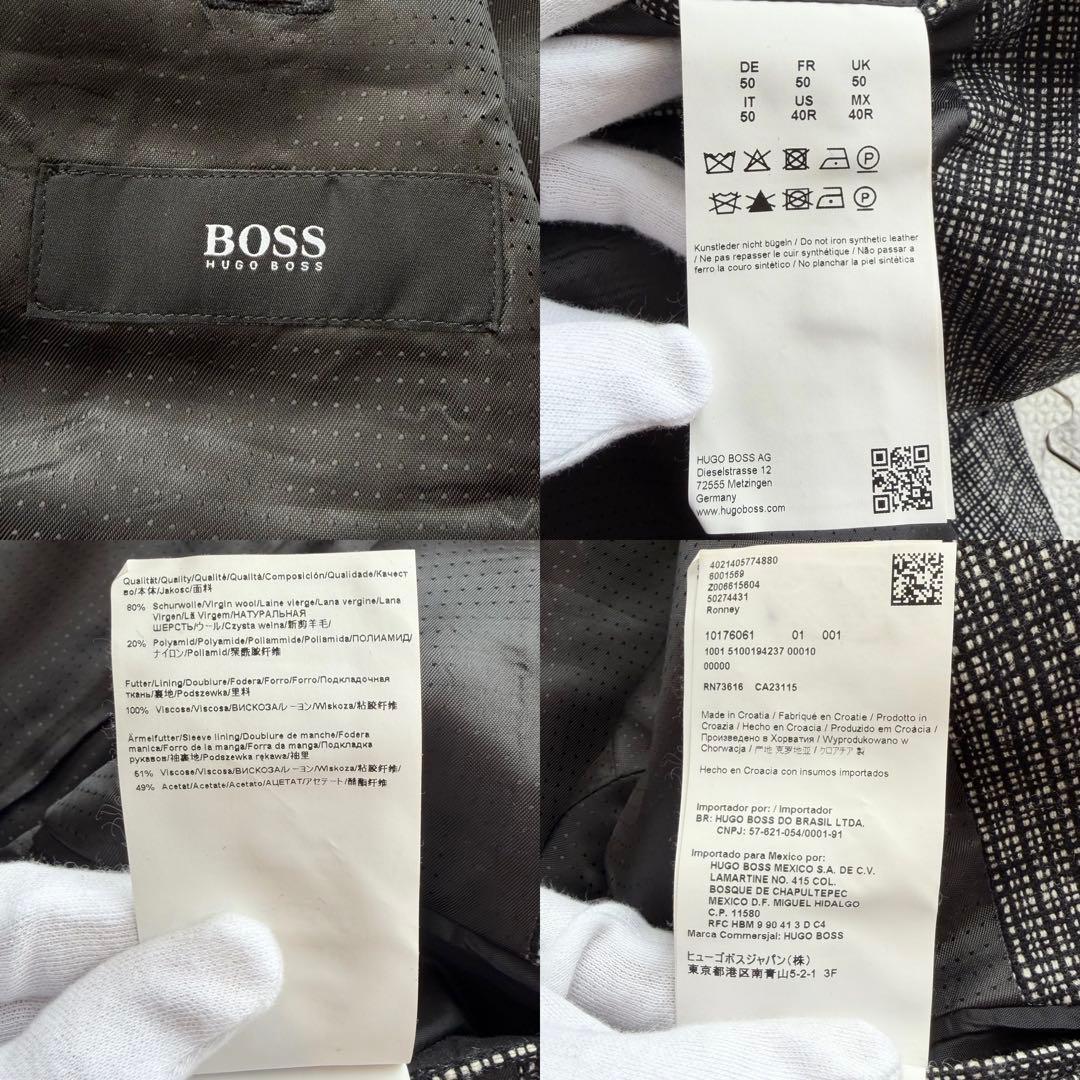 BOSS
HUGO BOSS
DE FR UK
50 50 50
IT US MX
50 40R 40R
P
P
Kunstleder nicht bügeln / Do not iron synthetic leather
/ Ne pas repasser le cuir synthétique / Não passar a
ferro la couro sintético / No planchar la piel sintética
HUGO BOSS AG
Dieselstrasse 12
72555 Metzingen
Germany
www.hugoboss.com
Qualität/Quality/Qualité/Qualità/Composición/Qualidade/Качест
во/本体/Jakość/面料
80% Schurwolle/Virgin wool/Laine vierge/Lana vergine/Lana
Virgen/Lã Virgem/НАТУРАЛЬНАЯ
ШЕРСТЬ/ウール/Czysta wełna/新剪羊毛/
20% Polyamid/Polyamide/Poliammide/Poliamida/ПОЛИАМИД/
ナイロン/Poliamid/聚酰胺纤维
Futter/Lining/Doublure/Fodera/Forro/Forro/Подкладочная
ткань/裏地/Podszewka/里料
100% Viscose/Viscosa/ВИСКОЗА/レーヨン/Wiskoza/粘胶纤维
Ärmelfutter/Sleeve lining/Doublure de manche/Fodera
manica/Forro de la manga/Forra da manga/Подкладка
рукавов/袖裏地/Podszewka rękawa/袖里
51% Viscose/Viscosa/ВИСКОЗА/レーヨン/Wiskoza/粘胶纤维/
49% Acetat/Acetate/Acetato/АЦЕТАТ/アセテート/醋酯纤维
4021405774880
6001569
Z006615604
50274431
Ronney
10176061 01 001
1001 5100194237 00010
00000
RN73616 CA23115
Made in Croatia / Fabriqué en Croatie / Prodotto in
Croazia / Hecho en Croacia / Produzido em Croácia /
Произведено в Хорватия / Wyprodukowano w
Chorwacja / 产地 克罗地亚 / クロアチア 製
Hecho en Croacia con insumos importados
Importador por: / Importador
BR: HUGO BOSS DO BRASIL LTDA.
CNPJ: 57-621-054/0001-91
Importado para Mexico por:
HUGO BOSS MEXICO S.A. DE C.V.
LAMARTINE NO. 415 COL.
BOSQUE DE CHAPULTEPEC
MEXICO D.F. MIGUEL HIDALGO
C.P. 11580
RFC HBM 9 90 41 3 D C4
Marca Commersjal: HUGO BOSS
ヒューゴボスジャパン(株)
東京都港区南青山5-2-1 3F